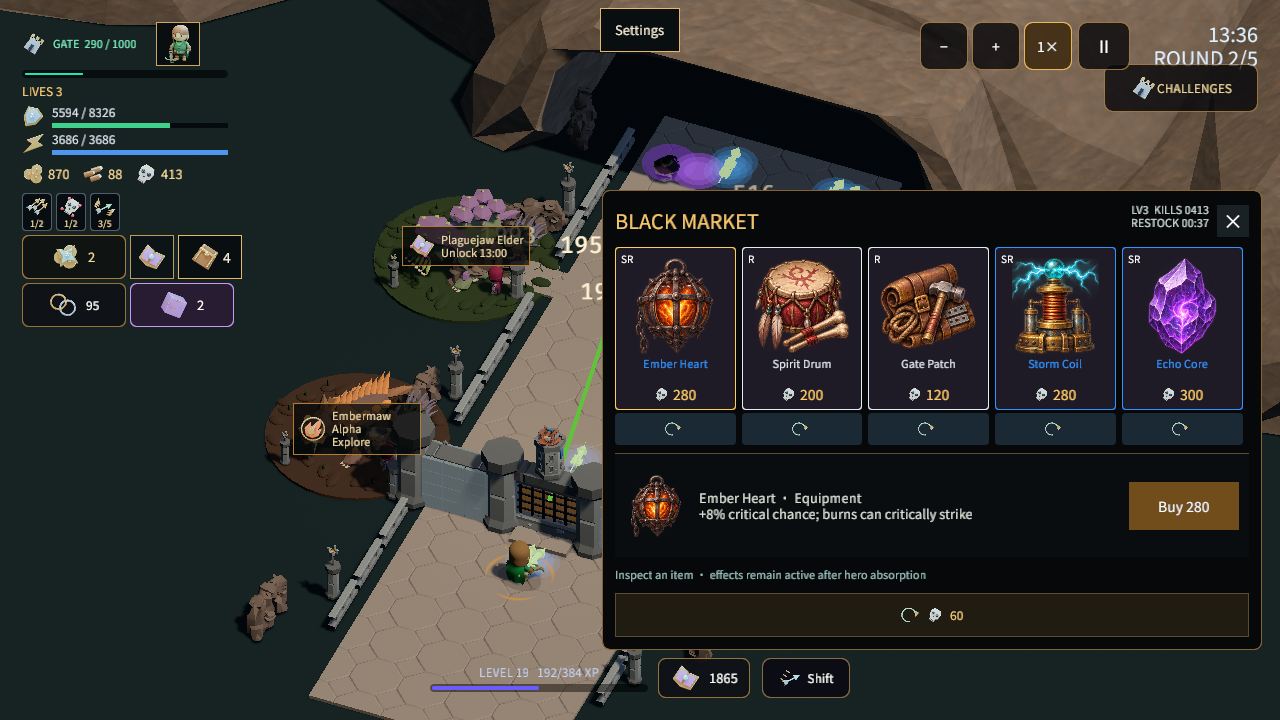 GATE 290 / 1000
LIVES 3
5594 / 8326
3686 / 3686
870
88
413
1/2
1/2
3/5
2
4
95
2
Settings
−
+
1×
13:36
ROUND 2/5
CHALLENGES
Plaguejaw Elder
Unlock 13:00
195
19
Embermaw
Alpha
Explore
BLACK MARKET
LV3 KILLS 0413
RESTOCK 00:37
SR
Ember Heart
280
R
Spirit Drum
200
R
Gate Patch
120
SR
Storm Coil
280
SR
Echo Core
300
Ember Heart · Equipment
+8% critical chance; burns can critically strike
Buy 280
Inspect an item · effects remain active after hero absorption
60
LEVEL 19 192/384 XP
1865
Shift